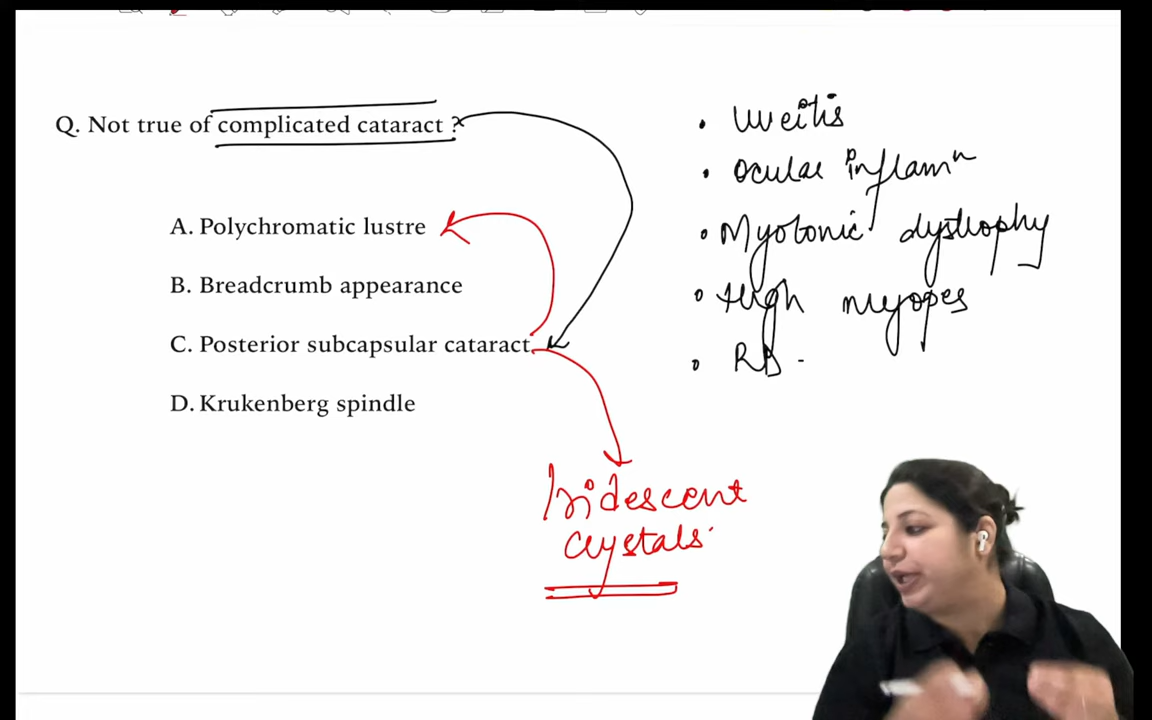 Q. Not true of complicated cataract ?
A. Polychromatic lustre
B. Breadcrumb appearance
C. Posterior subcapsular cataract
D. Krukenberg spindle
• Uveitis
• Ocular inflamⁿ
• Myotonic dystrophy
• High myopes
• RD -
Iridescent
crystals